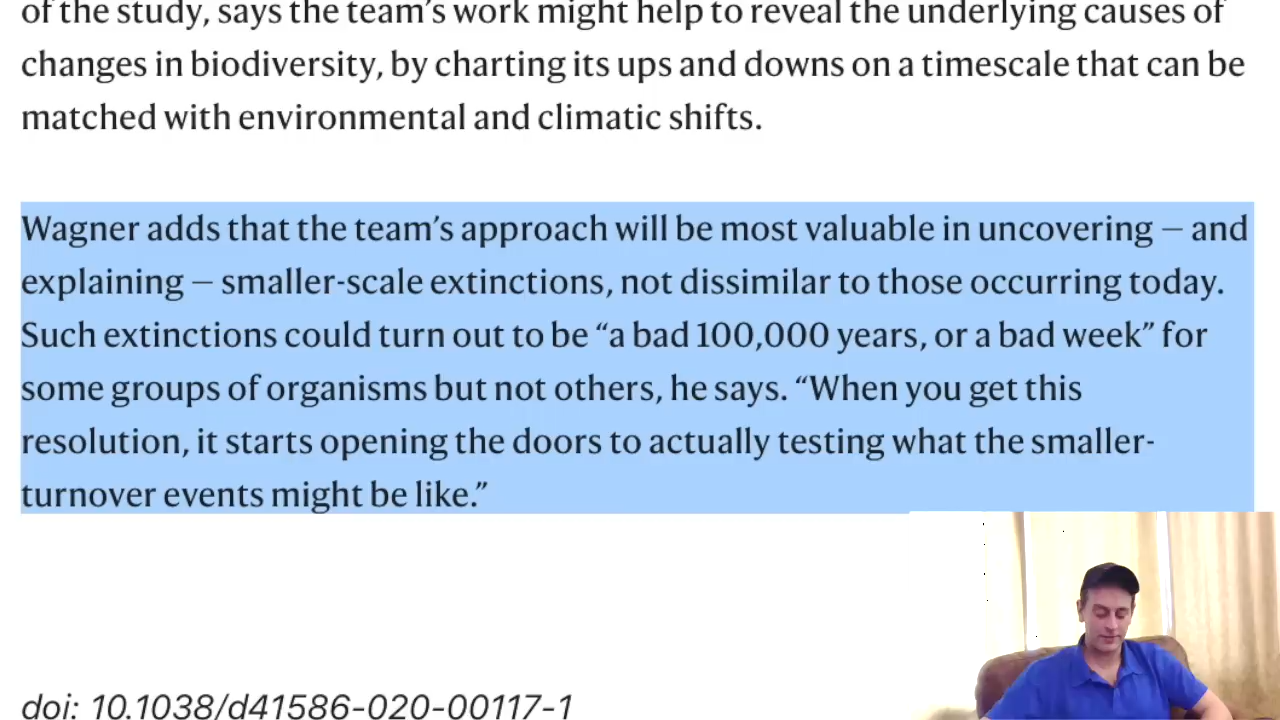 of the study, says the team’s work might help to reveal the underlying causes of
changes in biodiversity, by charting its ups and downs on a timescale that can be
matched with environmental and climatic shifts.
Wagner adds that the team’s approach will be most valuable in uncovering — and
explaining — smaller-scale extinctions, not dissimilar to those occurring today.
Such extinctions could turn out to be “a bad 100,000 years, or a bad week” for
some groups of organisms but not others, he says. “When you get this
resolution, it starts opening the doors to actually testing what the smaller-
turnover events might be like.”
doi: 10.1038/d41586-020-00117-1